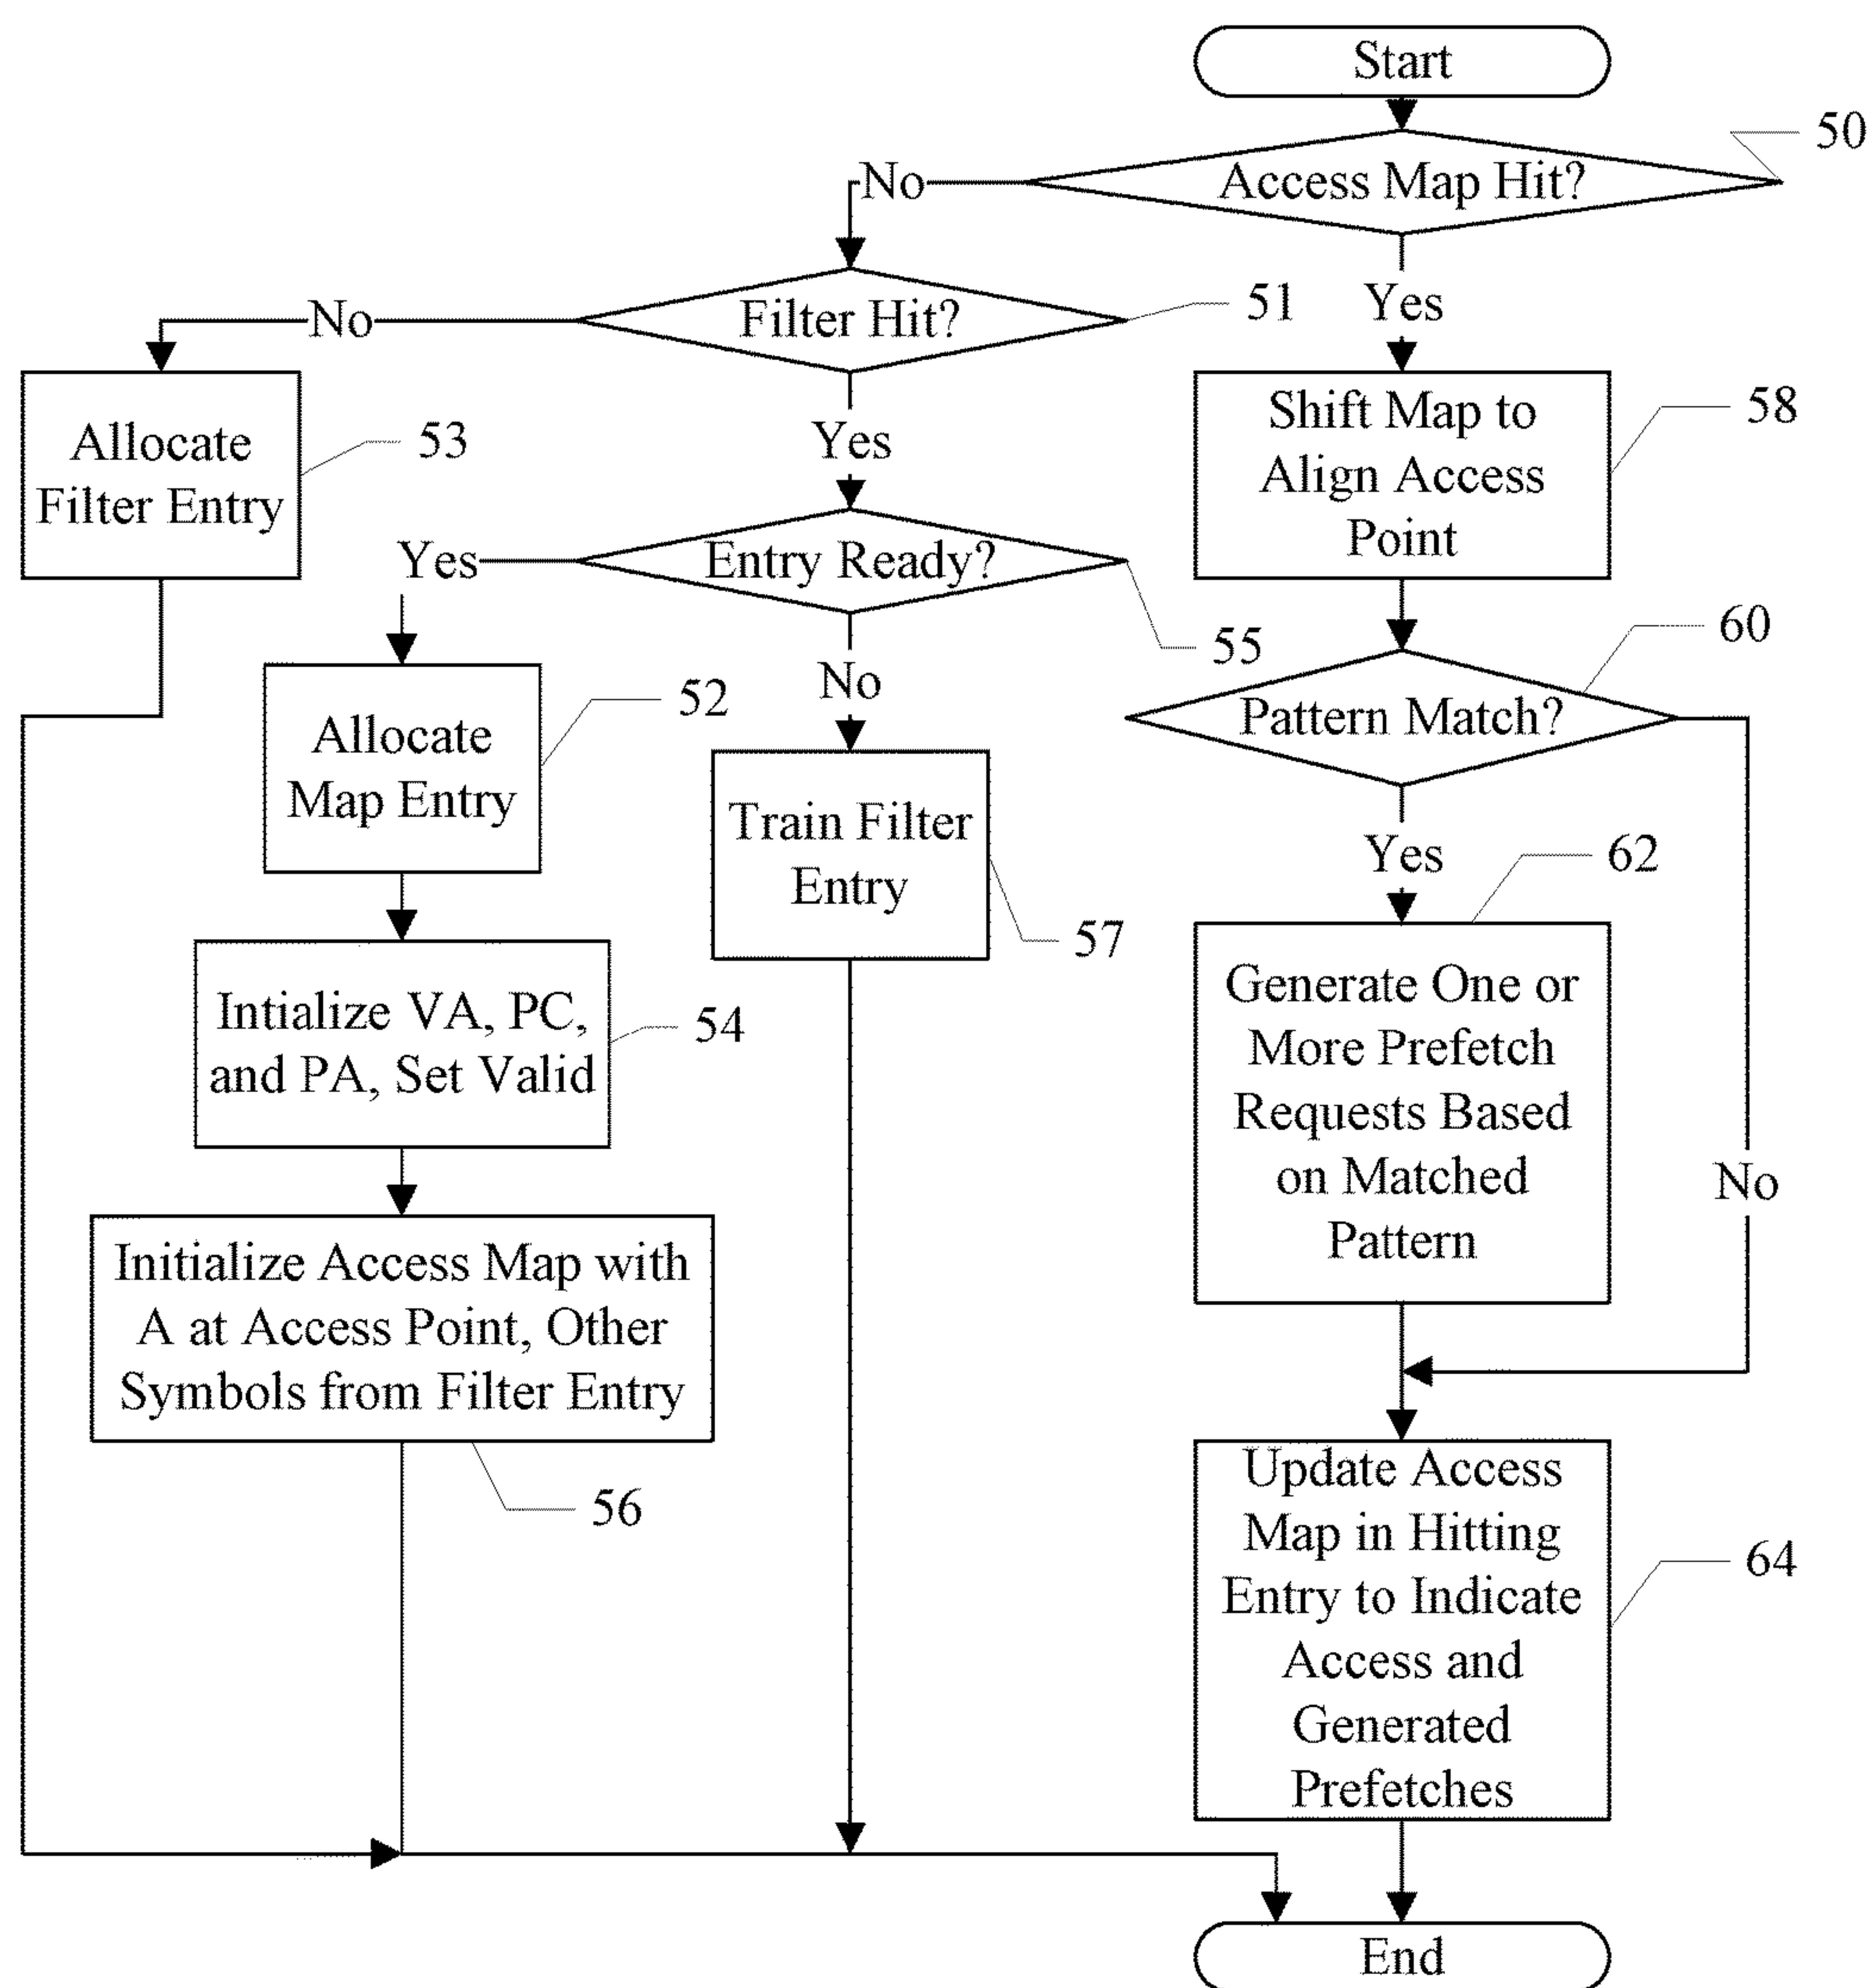 Start
50
Access Map Hit?
No
Yes
Filter Hit?
51
No
Yes
Allocate
Filter Entry
53
Shift Map to
Align Access
Point
58
Entry Ready?
55
Yes
No
Allocate
Map Entry
52
Train Filter
Entry
57
Pattern Match?
60
Yes
No
Intialize VA, PC,
and PA, Set Valid
54
Generate One or
More Prefetch
Requests Based
on Matched
Pattern
62
Initialize Access Map with
A at Access Point, Other
Symbols from Filter Entry
56
Update Access
Map in Hitting
Entry to Indicate
Access and
Generated
Prefetches
64
End